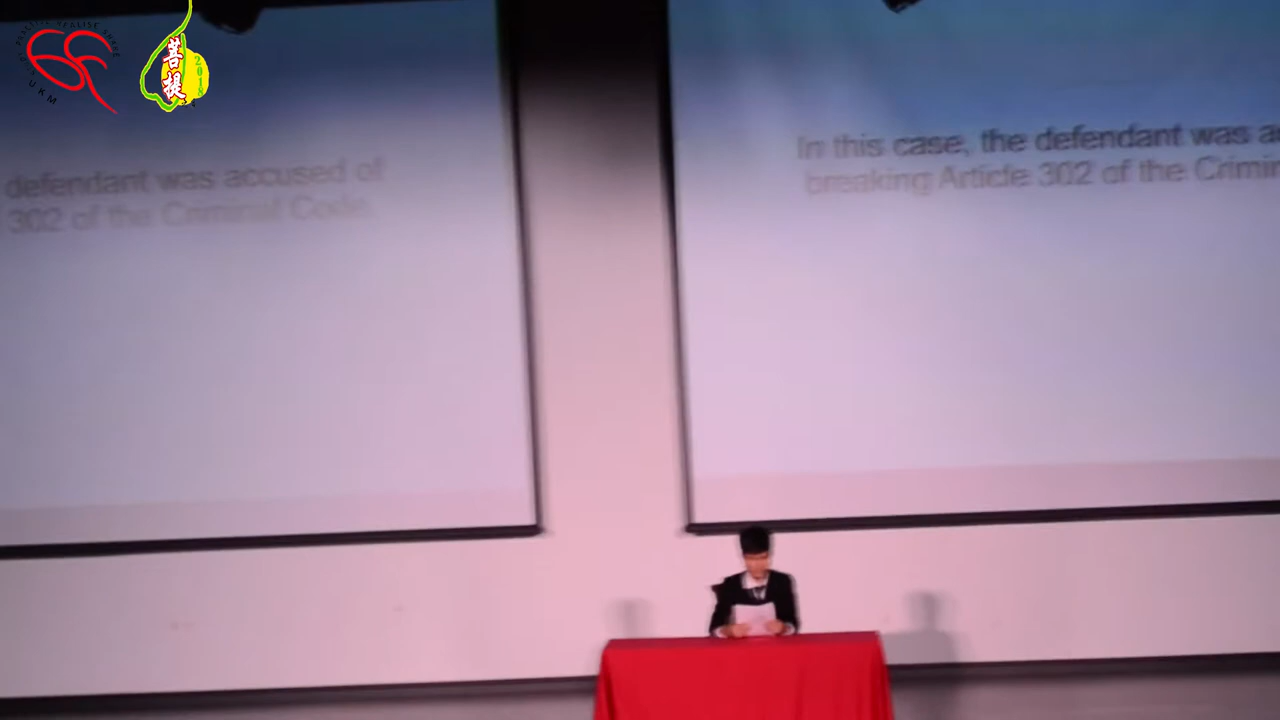 菩
提
2018
UKM
defendant was accused of
302 of the Criminal Code.
In this case, the defendant was a
breaking Article 302 of the Crimin